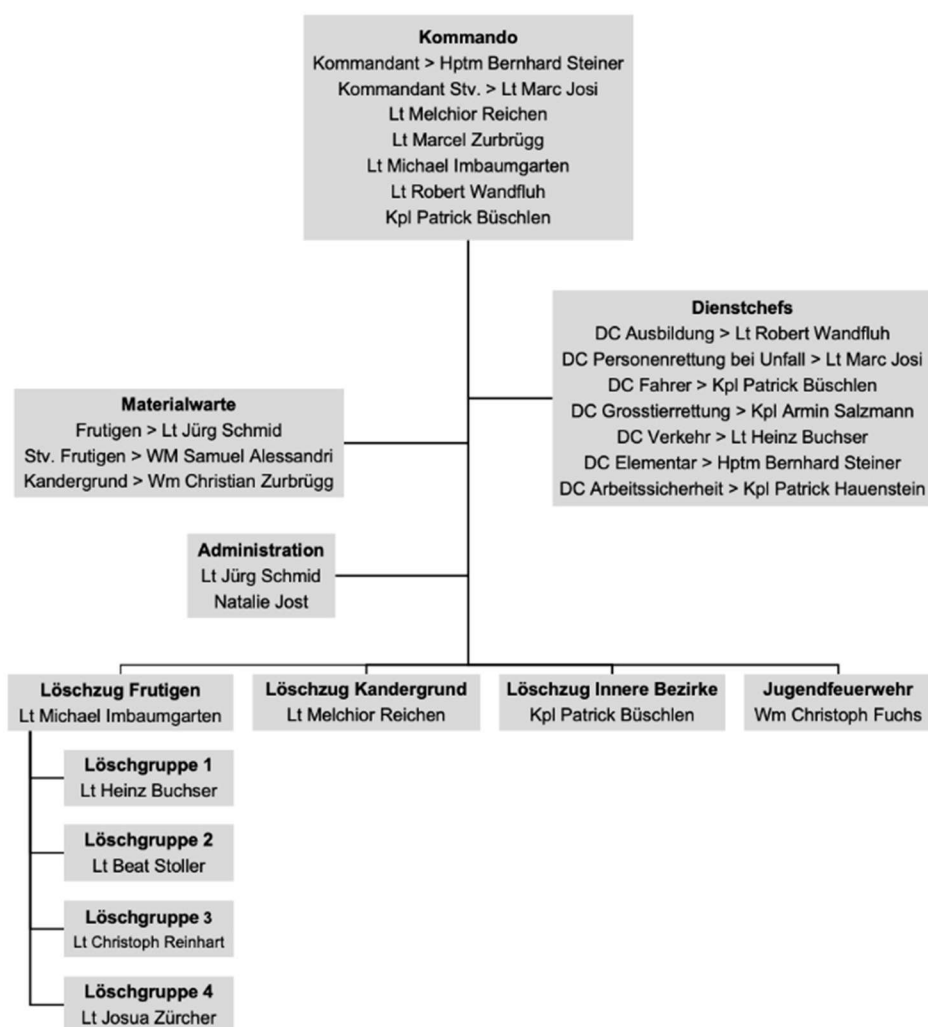 Kommando
Kommandant > Hptm Bernhard Steiner
Kommandant Stv. > Lt Marc Josi
Lt Melchior Reichen
Lt Marcel Zurbrügg
Lt Michael Imbaumgarten
Lt Robert Wandfluh
Kpl Patrick Büschlen
Dienstchefs
DC Ausbildung > Lt Robert Wandfluh
DC Personenrettung bei Unfall > Lt Marc Josi
DC Fahrer > Kpl Patrick Büschlen
DC Grosstierrettung > Kpl Armin Salzmann
DC Verkehr > Lt Heinz Buchser
DC Elementar > Hptm Bernhard Steiner
DC Arbeitssicherheit > Kpl Patrick Hauenstein
Materialwarte
Frutigen > Lt Jürg Schmid
Stv. Frutigen > WM Samuel Alessandri
Kandergrund > Wm Christian Zurbrügg
Administration
Lt Jürg Schmid
Natalie Jost
Löschzug Frutigen
Lt Michael Imbaumgarten
Löschzug Kandergrund
Lt Melchior Reichen
Löschzug Innere Bezirke
Kpl Patrick Büschlen
Jugendfeuerwehr
Wm Christoph Fuchs
Löschgruppe 1
Lt Heinz Buchser
Löschgruppe 2
Lt Beat Stoller
Löschgruppe 3
Lt Christoph Reinhart
Löschgruppe 4
Lt Josua Zürcher